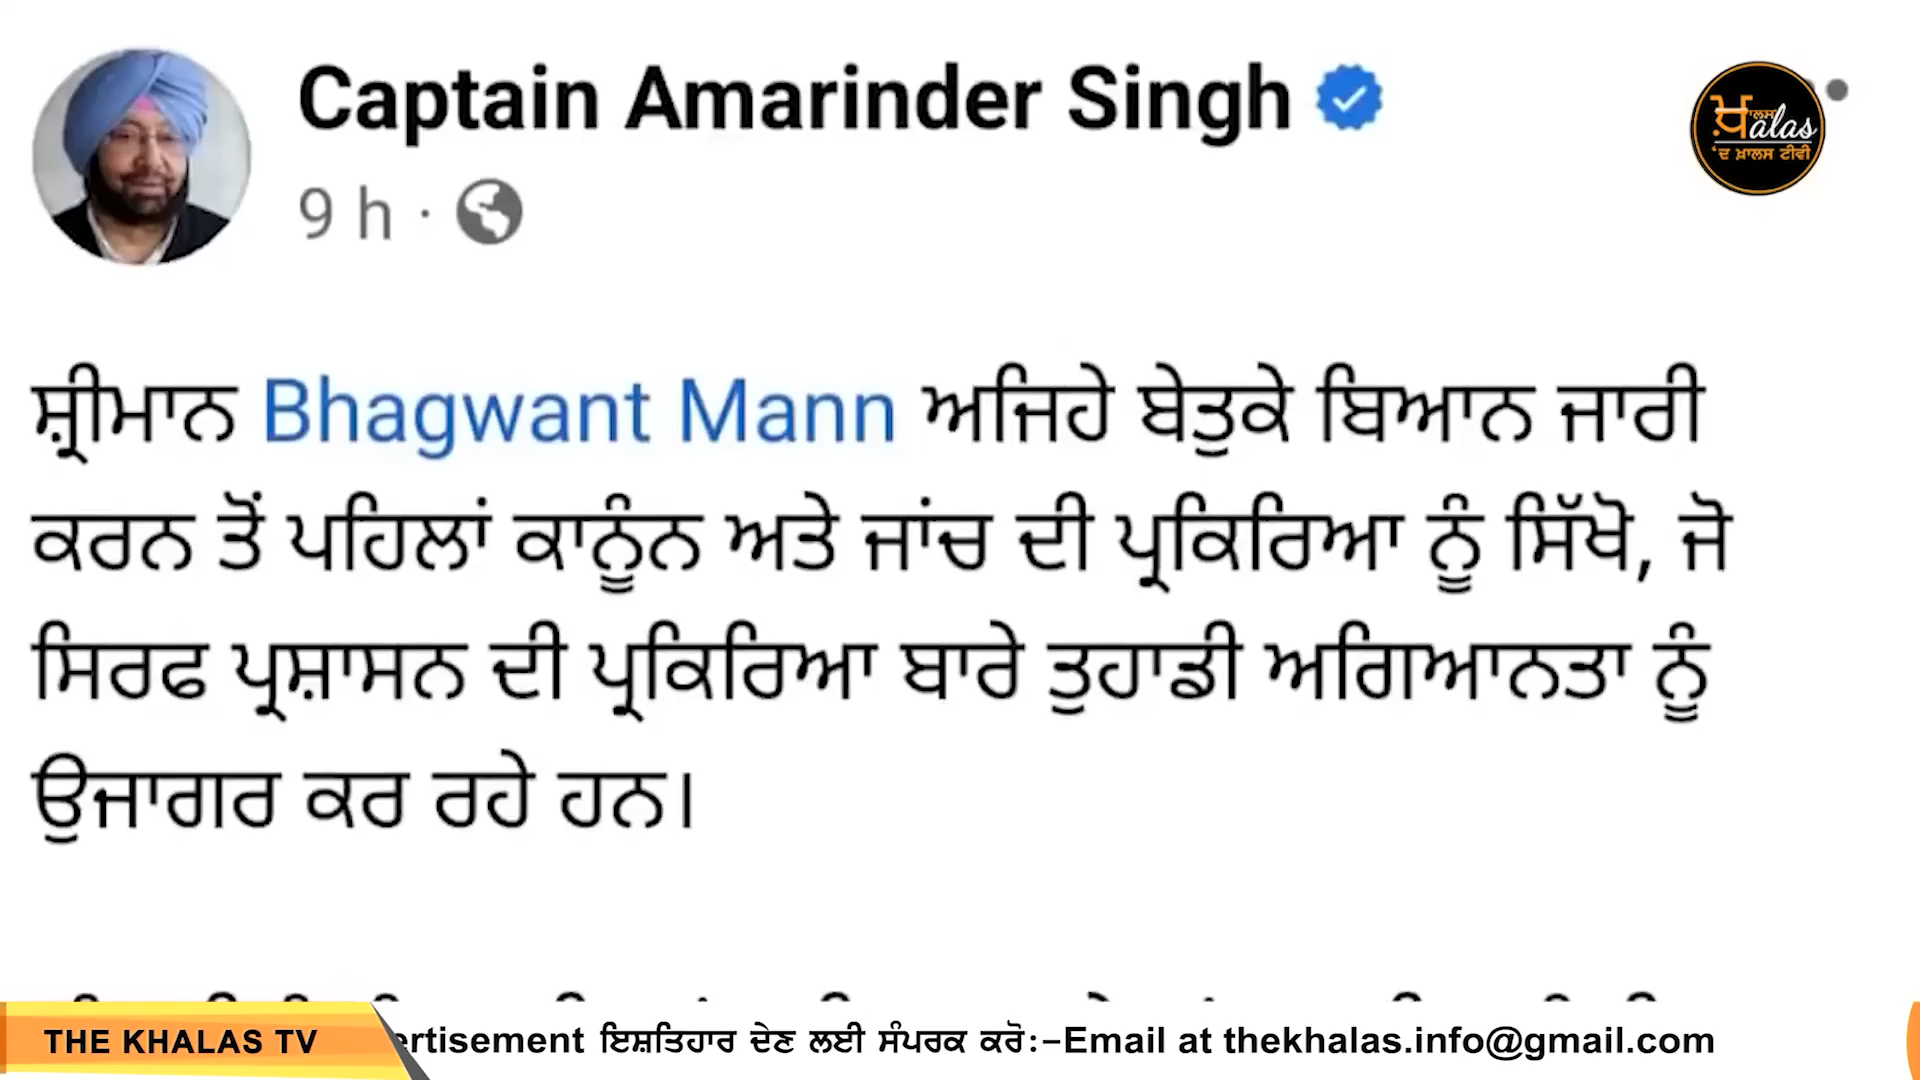 Captain Amarinder Singh
9 h ·
ਖ਼ਾਲਸ
alas
'ਦ ਖ਼ਾਲਸ ਟੀਵੀ
ਸ਼੍ਰੀਮਾਨ Bhagwant Mann ਅਜਿਹੇ ਬੇਤੁਕੇ ਬਿਆਨ ਜਾਰੀ
ਕਰਨ ਤੋਂ ਪਹਿਲਾਂ ਕਾਨੂੰਨ ਅਤੇ ਜਾਂਚ ਦੀ ਪ੍ਰਕਿਰਿਆ ਨੂੰ ਸਿੱਖੋ, ਜੋ
ਸਿਰਫ ਪ੍ਰਸ਼ਾਸਨ ਦੀ ਪ੍ਰਕਿਰਿਆ ਬਾਰੇ ਤੁਹਾਡੀ ਅਗਿਆਨਤਾ ਨੂੰ
ਉਜਾਗਰ ਕਰ ਰਹੇ ਹਨ।
THE KHALAS TV
ertisement ਇਸ਼ਤਿਹਾਰ ਦੇਣ ਲਈ ਸੰਪਰਕ ਕਰੋ:-Email at thekhalas.info@gmail.com